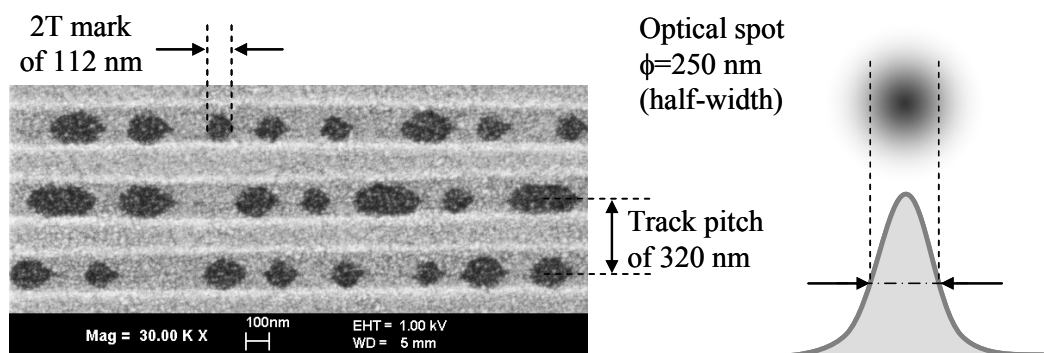 2T mark
of 112 nm
Optical spot
ϕ=250 nm
(half-width)
Track pitch
of 320 nm
Mag = 30.00 K X
100nm
EHT = 1.00 kV
WD = 5 mm